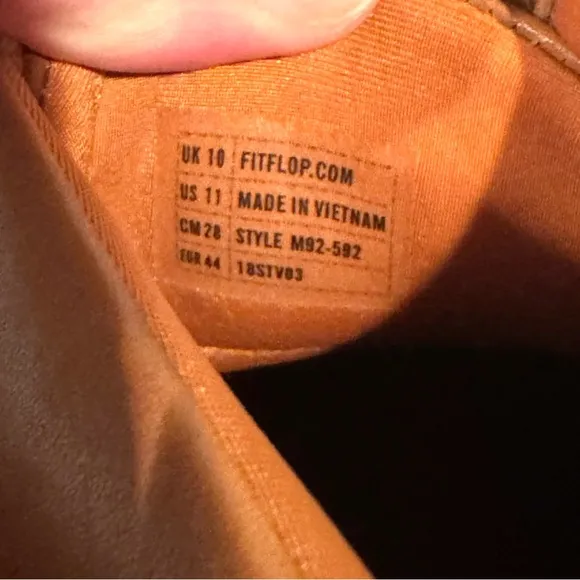 UK 10 FITFLOP.COM
US 11 MADE IN VIETNAM
CM 28 STYLE M92-592
EUR 44 18STV03